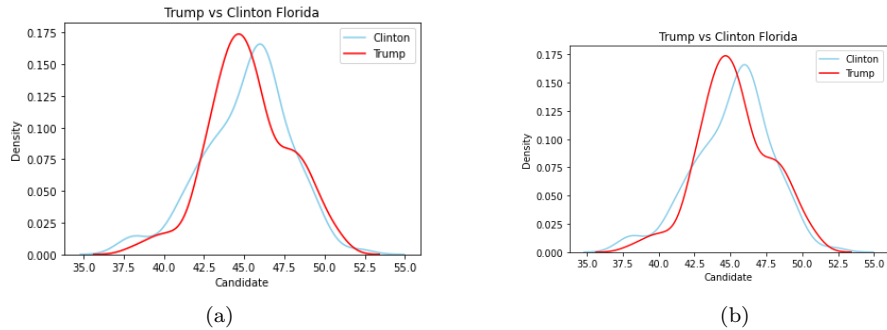 Trump vs Clinton Florida
Clinton
Trump
0.175
0.150
0.125
0.100
0.075
0.050
0.025
0.000
Density
35.0 37.5 40.0 42.5 45.0 47.5 50.0 52.5 55.0
Candidate
(a)
Trump vs Clinton Florida
Clinton
Trump
0.175
0.150
0.125
0.100
0.075
0.050
0.025
0.000
Density
35.0 37.5 40.0 42.5 45.0 47.5 50.0 52.5 55.0
Candidate
(b)